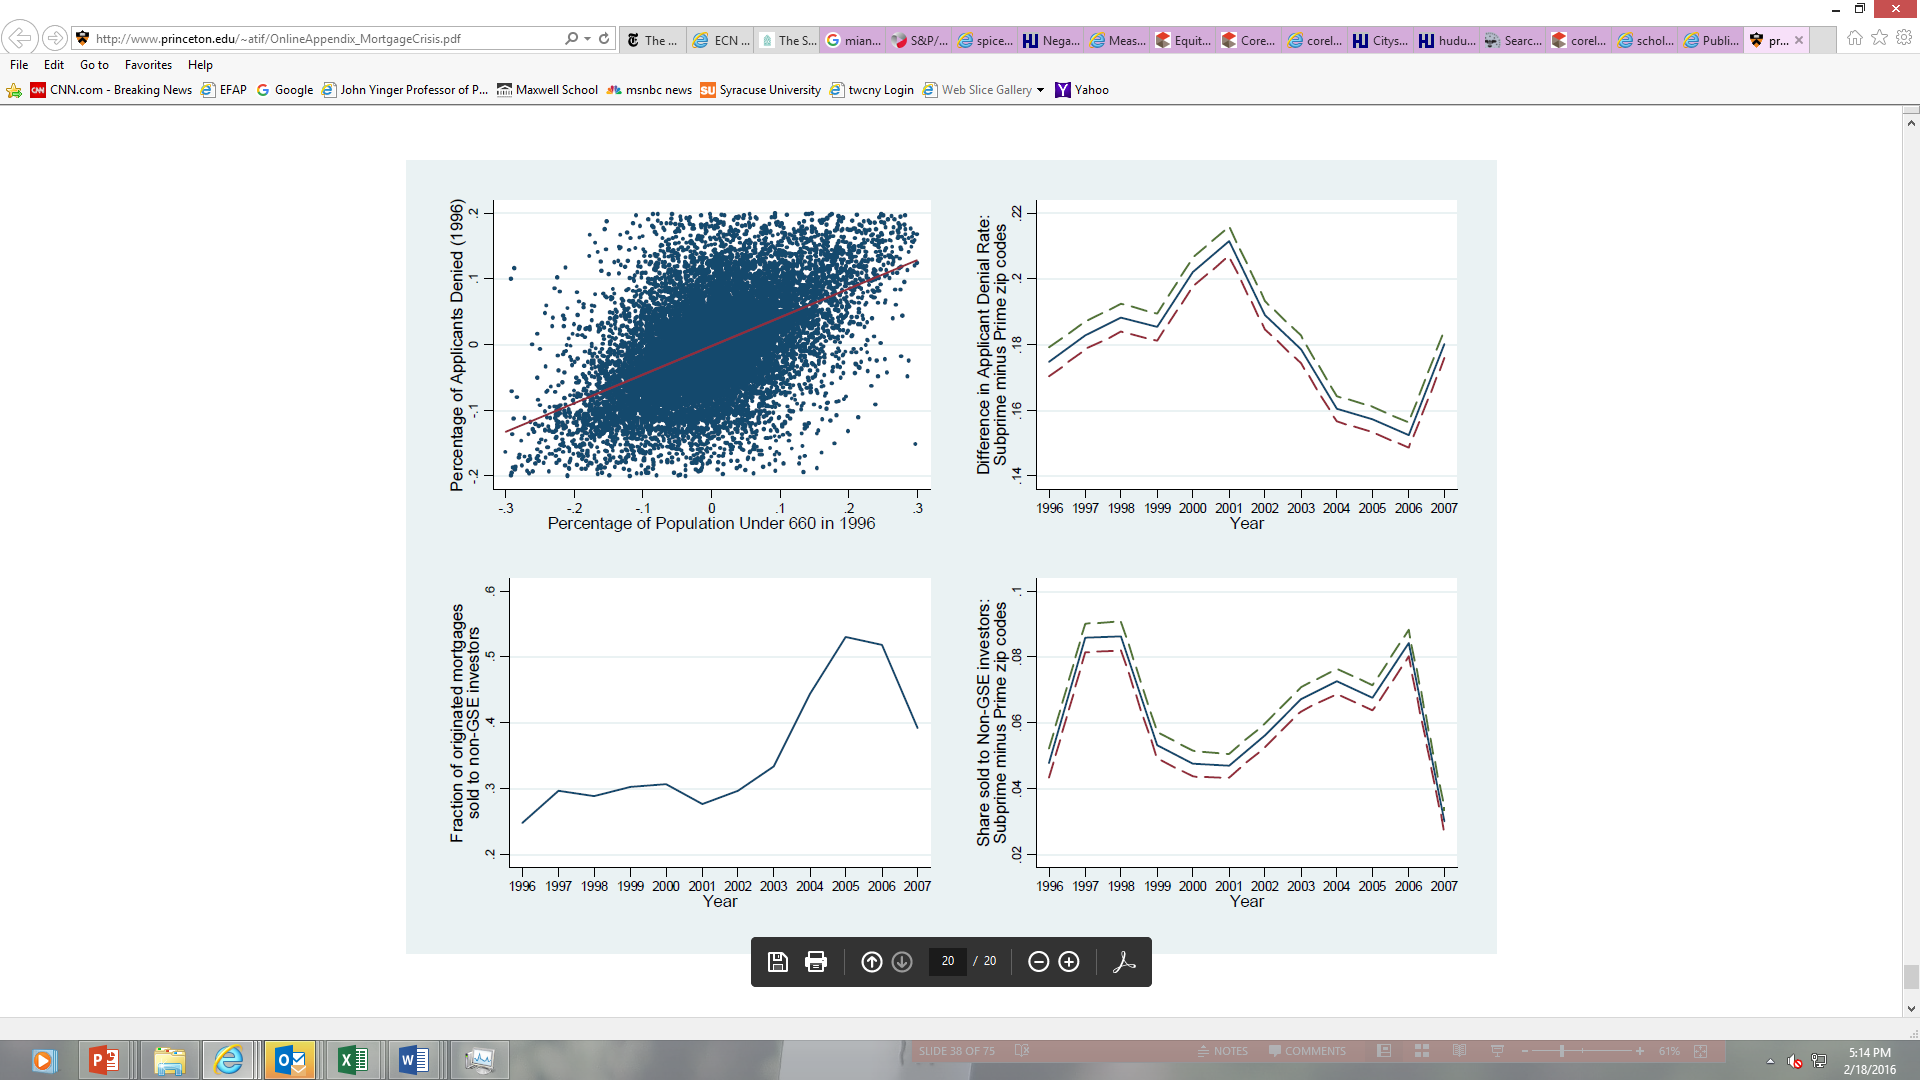 http://www.princeton.edu/~atif/OnlineAppendix_MortgageCrisis.pdf
The ...
ECN ...
The S...
mian...
S&P/...
spice...
Nega...
Meas...
Equit...
Core...
corel...
Citys...
hudu...
Searc...
corel...
schol...
Publi...
pr...
File Edit Go to Favorites Help
CNN.com - Breaking News EFAP Google John Yinger Professor of P... Maxwell School msnbc news SU Syracuse University twcny Login Web Slice Gallery Yahoo
Percentage of Applicants Denied (1996)
.2
.1
0
-.1
-.2
-.3 -.2 -.1 0 .1 .2 .3
Percentage of Population Under 660 in 1996
Difference in Applicant Denial Rate:
Subprime minus Prime zip codes
.22
.2
.18
.16
.14
1996 1997 1998 1999 2000 2001 2002 2003 2004 2005 2006 2007
Year
Fraction of originated mortgages
sold to non-GSE investors
.6
.5
.4
.3
.2
1996 1997 1998 1999 2000 2001 2002 2003 2004 2005 2006 2007
Year
Share sold to Non-GSE investors:
Subprime minus Prime zip codes
.1
.08
.06
.04
.02
1996 1997 1998 1999 2000 2001 2002 2003 2004 2005 2006 2007
Year
20 / 20
SLIDE 38 OF 75
NOTES
COMMENTS
61%
5:14 PM
2/18/2016